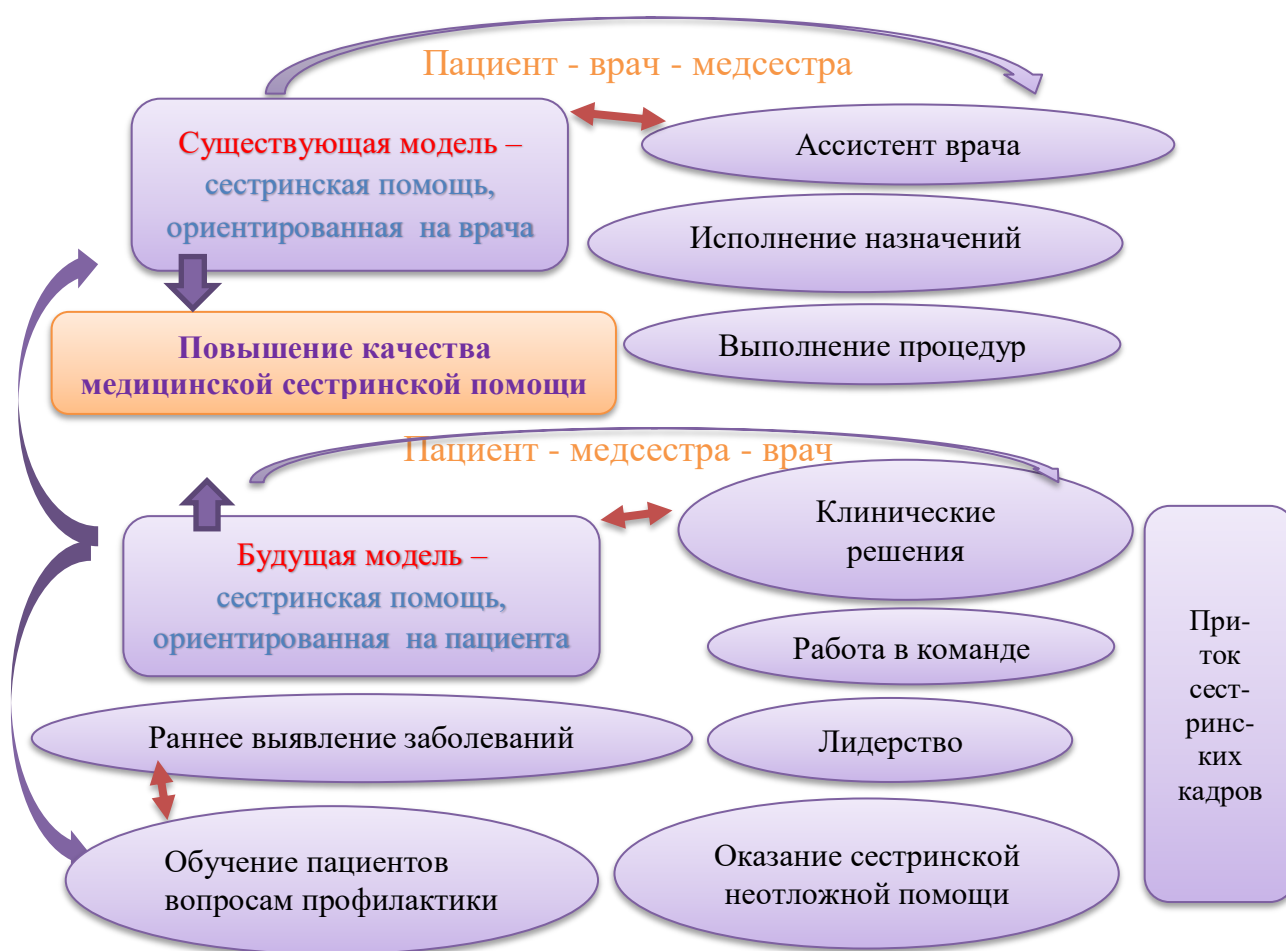 Пациент - врач - медсестра
Существующая модель –
сестринская помощь,
ориентированная на врача
Ассистент врача
Исполнение назначений
Выполнение процедур
Повышение качества
медицинской сестринской помощи
Пациент - медсестра - врач
Будущая модель –
сестринская помощь,
ориентированная на пациента
Клинические
решения
Работа в команде
Лидерство
Раннее выявление заболеваний
Обучение пациентов
вопросам профилактики
Оказание сестринской
неотложной помощи
При-
ток
сест-
ринс-
ких
кадров